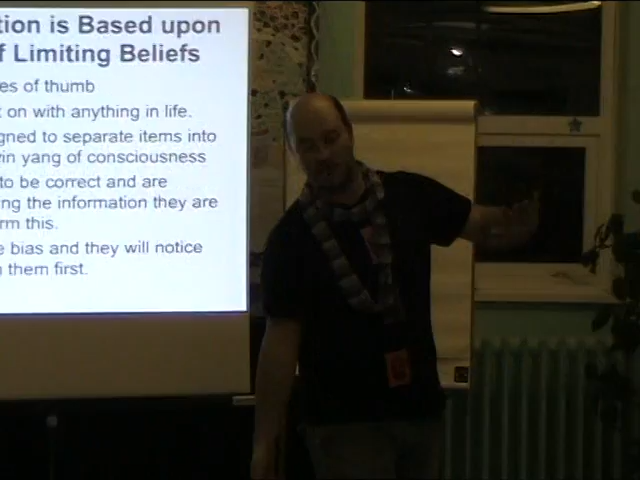 tion is Based upon
f Limiting Beliefs
es of thumb
t on with anything in life.
gned to separate items into
in yang of consciousness
to be correct and are
ng the information they are
rm this.
e bias and they will notice
them first.